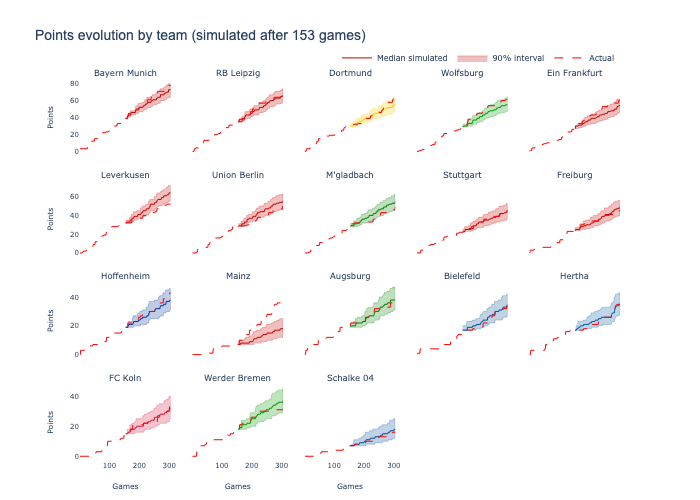 Points evolution by team (simulated after 153 games)
Median simulated 90% interval Actual
Bayern Munich RB Leipzig Dortmund Wolfsburg Ein Frankfurt
80
60
40
20
0
Points
Leverkusen Union Berlin M'gladbach Stuttgart Freiburg
60
40
20
0
Points
Hoffenheim Mainz Augsburg Bielefeld Hertha
40
20
0
Points
FC Koln Werder Bremen Schalke 04
40
20
0
Points
100 200 300 100 200 300 100 200 300
Games Games Games